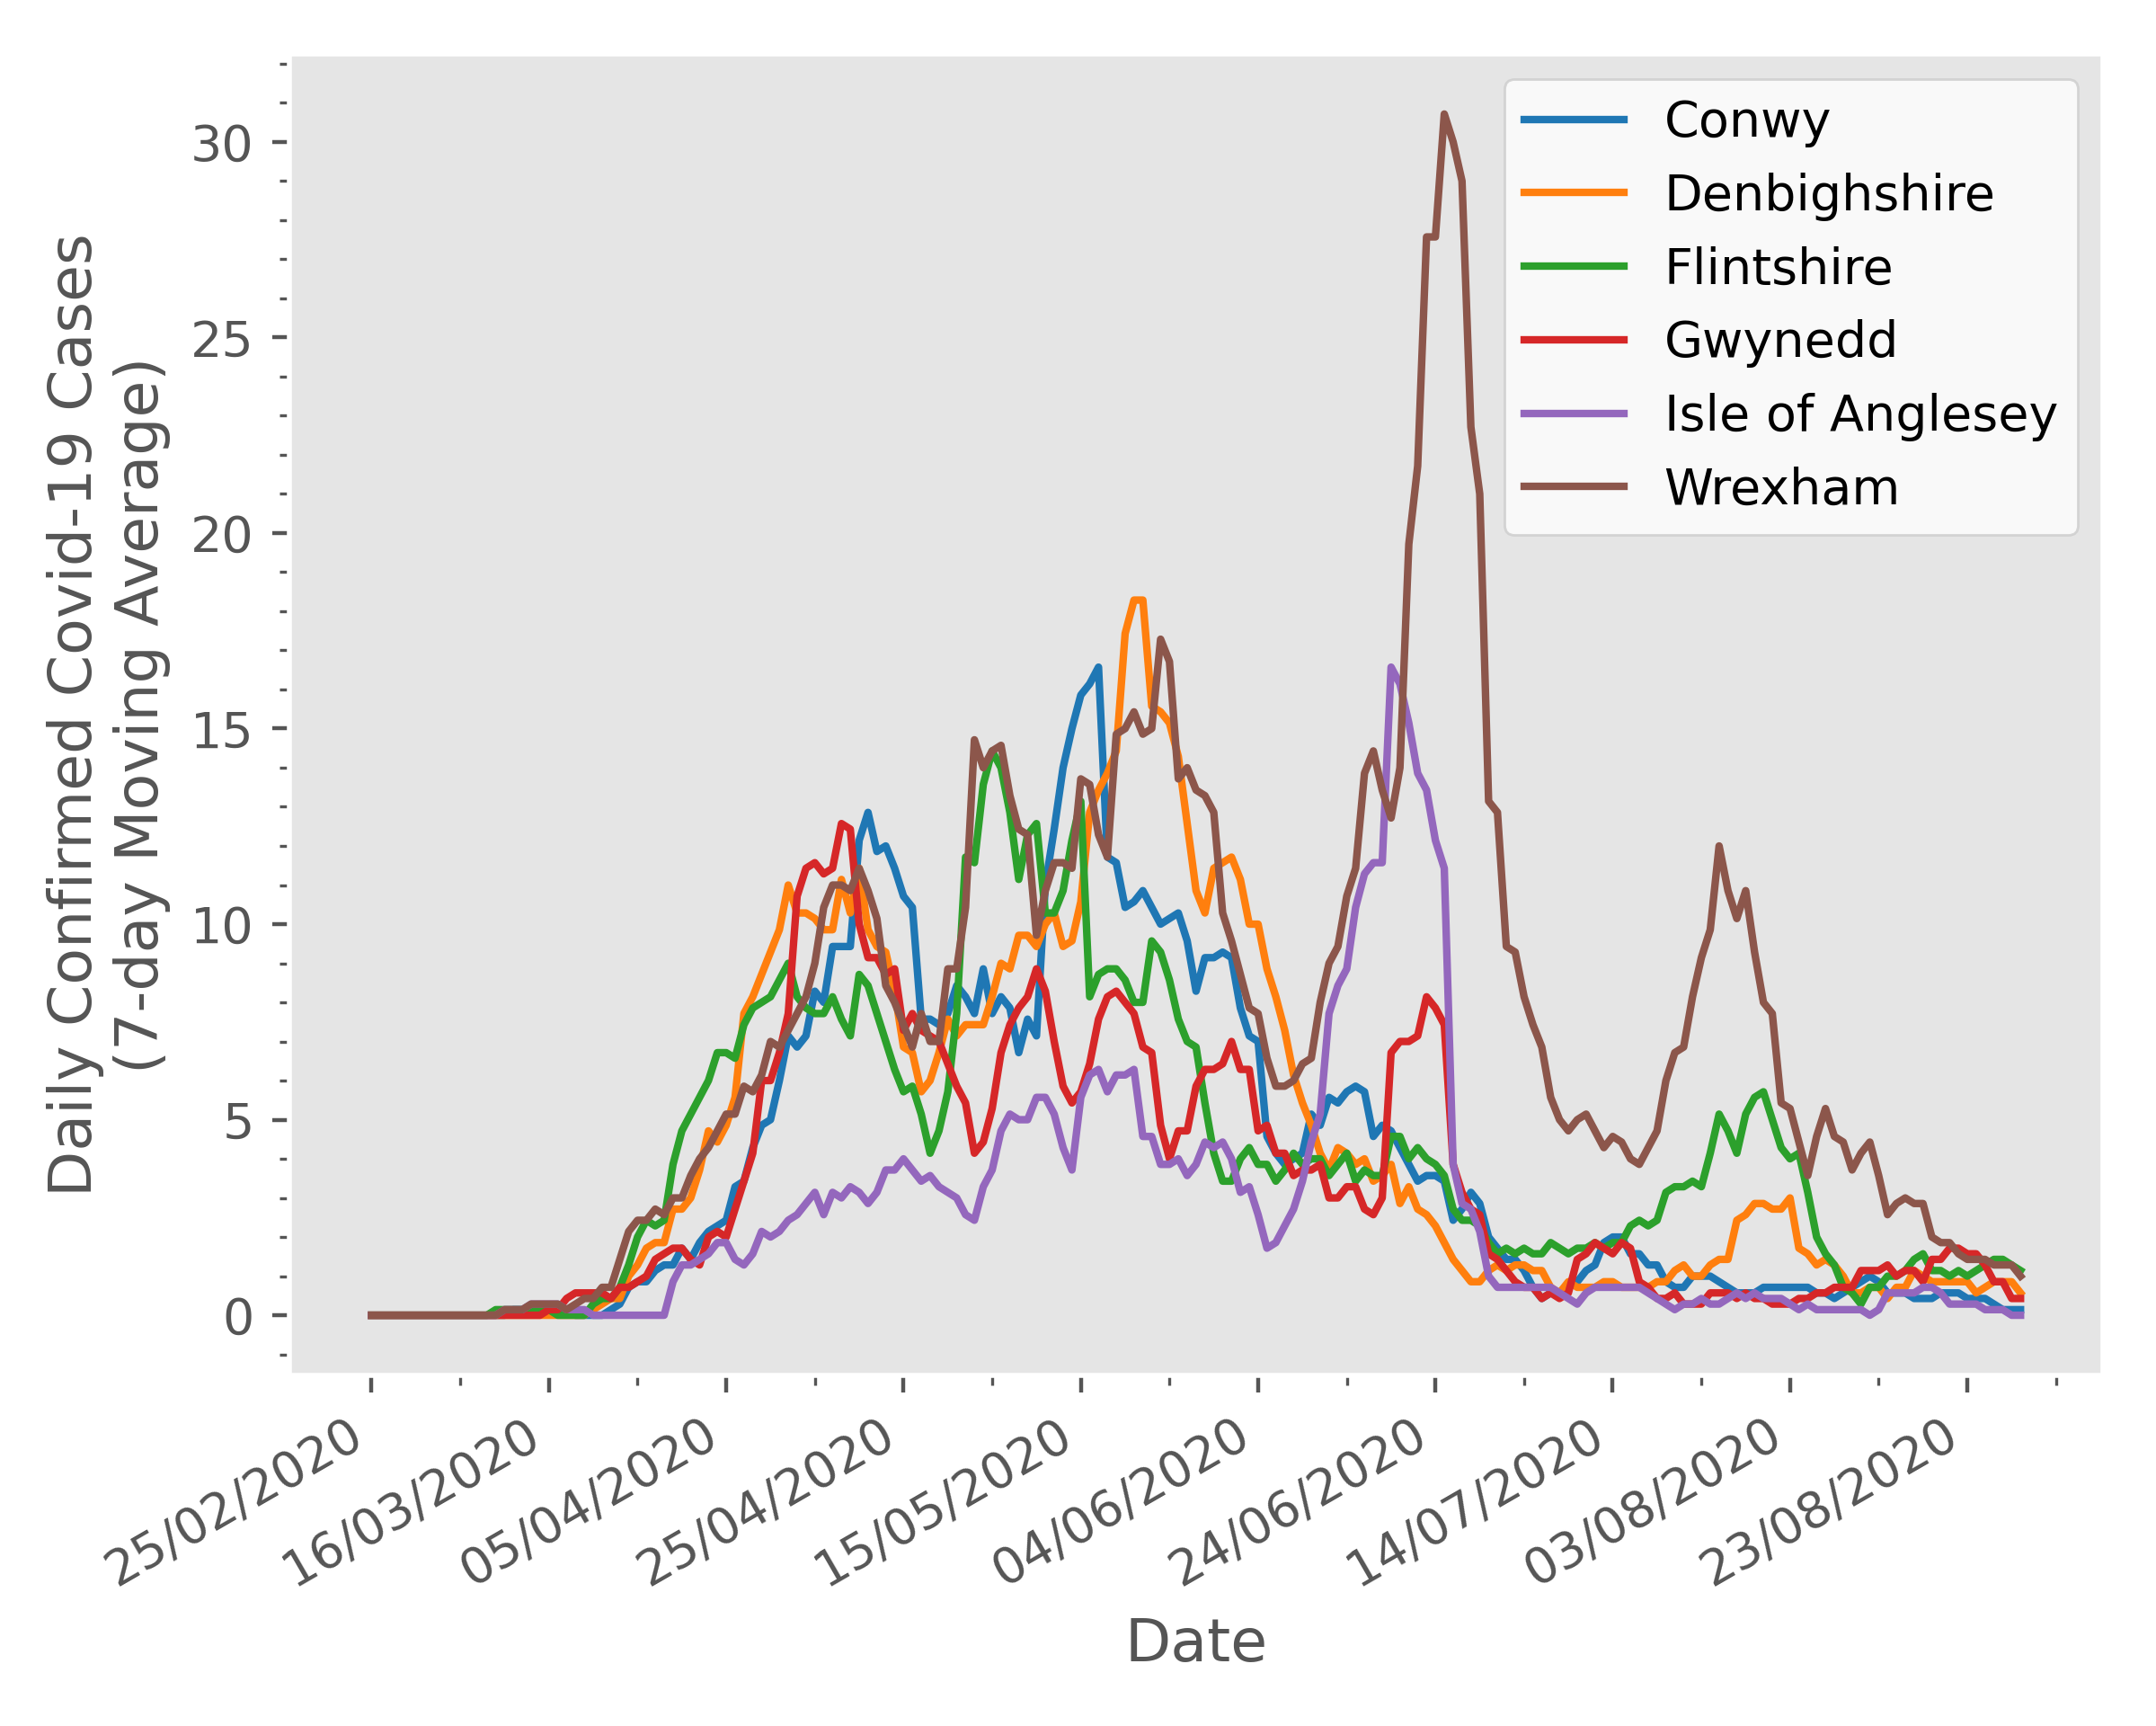 Daily Confirmed Covid-19 Cases
(7-day Moving Average)
30
25
20
15
10
5
0
Conwy
Denbighshire
Flintshire
Gwynedd
Isle of Anglesey
Wrexham
25/02/2020
16/03/2020
05/04/2020
25/04/2020
15/05/2020
04/06/2020
24/06/2020
14/07/2020
03/08/2020
23/08/2020
Date